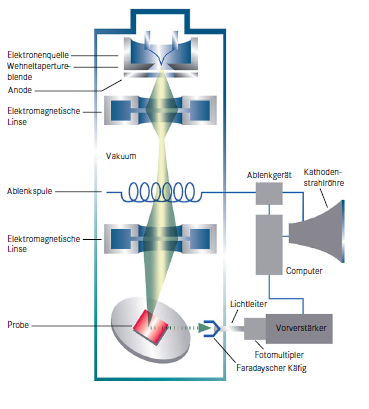 Elektronenquelle
Wehneltaperture-
blende
Anode
Elektromagnetische
Linse
Vakuum
Ablenkspule
Ablenkgerät
Kathoden-
strahlröhre
Elektromagnetische
Linse
Computer
Lichtleiter
Probe
Vorverstärker
Fotomultipler
Faradayscher Käfig